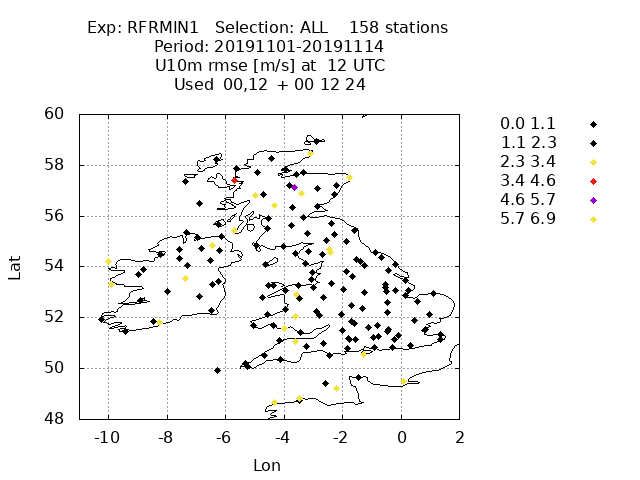 Exp: RFRMIN1 Selection: ALL 158 stations
Period: 20191101-20191114
U10m rmse [m/s] at 12 UTC
Used 00,12 + 00 12 24
60
58
56
54
52
50
48
-10 -8 -6 -4 -2 0 2
Lat
Lon
0.0 1.1
1.1 2.3
2.3 3.4
3.4 4.6
4.6 5.7
5.7 6.9